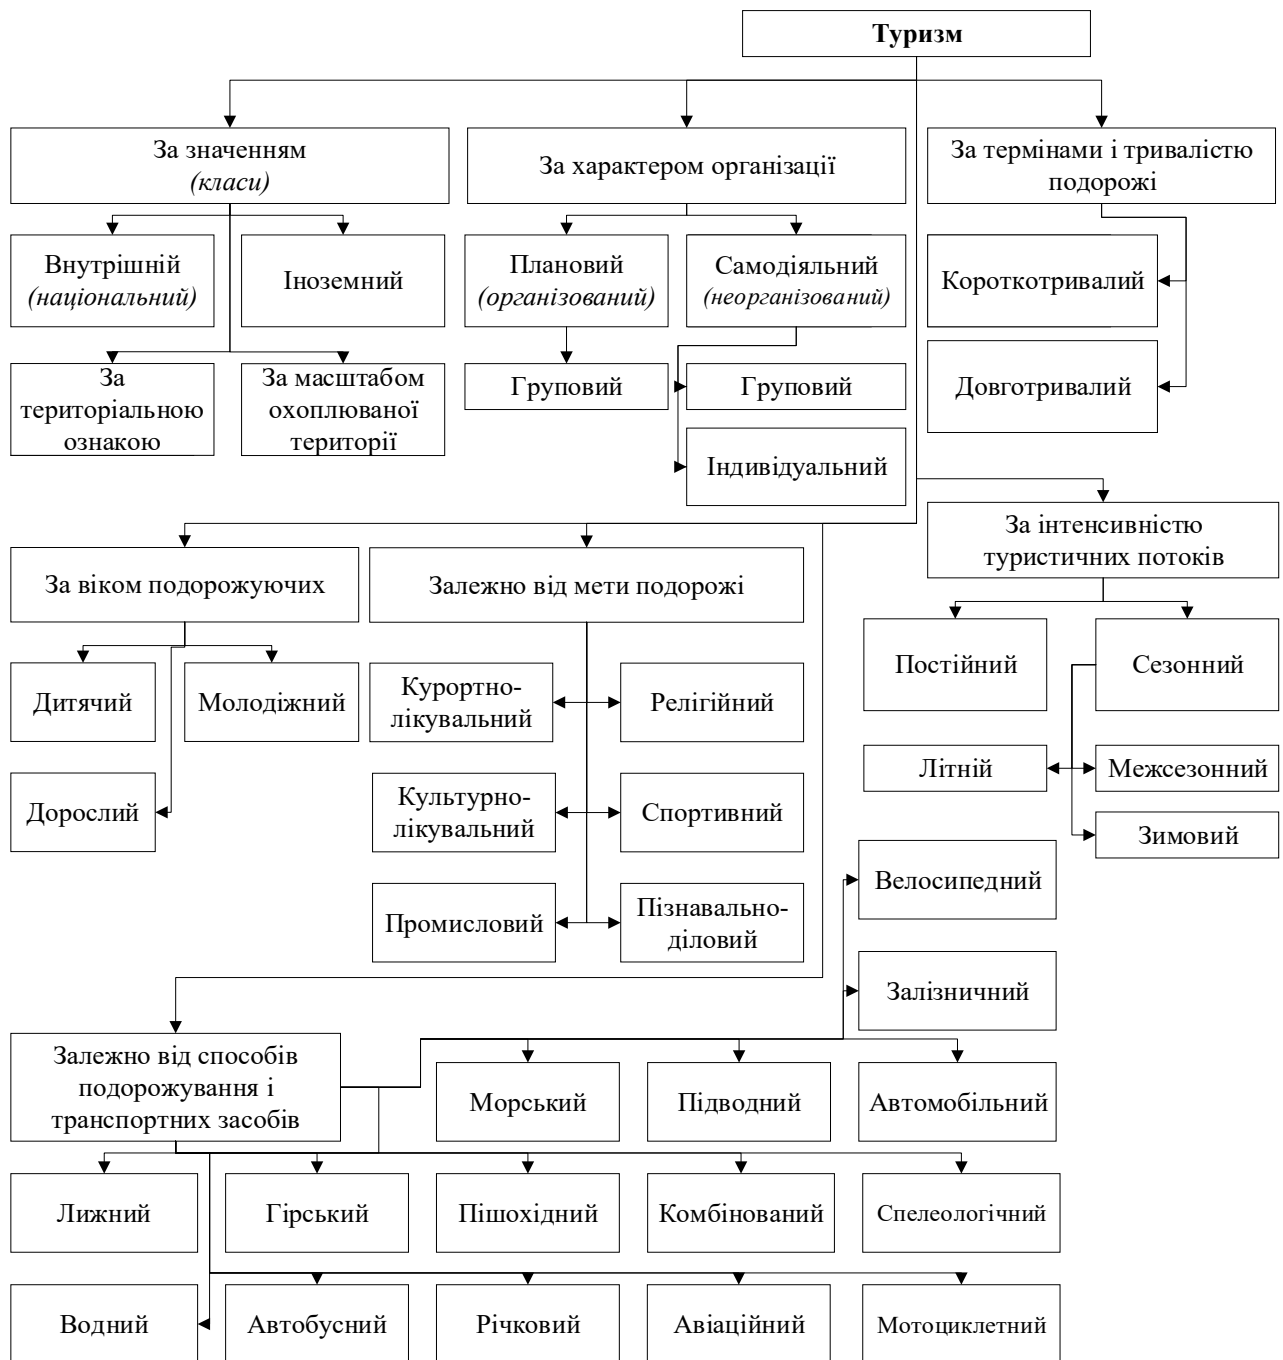 Туризм
За значенням
(класи)
За характером організації
За термінами і тривалістю
подорожі
Внутрішній
(національний)
Іноземний
Плановий
(організований)
Самодіяльний
(неорганізований)
Короткотривалий
За
територіальною
ознакою
За масштабом
охоплюваної
території
Груповий
Груповий
Довготривалий
Індивідуальний
За інтенсивністю
туристичних потоків
За віком подорожуючих
Залежно від мети подорожі
Постійний
Сезонний
Дитячий
Молодіжний
Курортно-
лікувальний
Релігійний
Літній
Межсезонний
Дорослий
Культурно-
лікувальний
Спортивний
Зимовий
Велосипедний
Промисловий
Пізнавально-
діловий
Залізничний
Залежно від способів
подорожування і
транспортних засобів
Морський
Підводний
Автомобільний
Лижний
Гірський
Пішохідний
Комбінований
Спелеологічний
Водний
Автобусний
Річковий
Авіаційний
Мотоциклетний